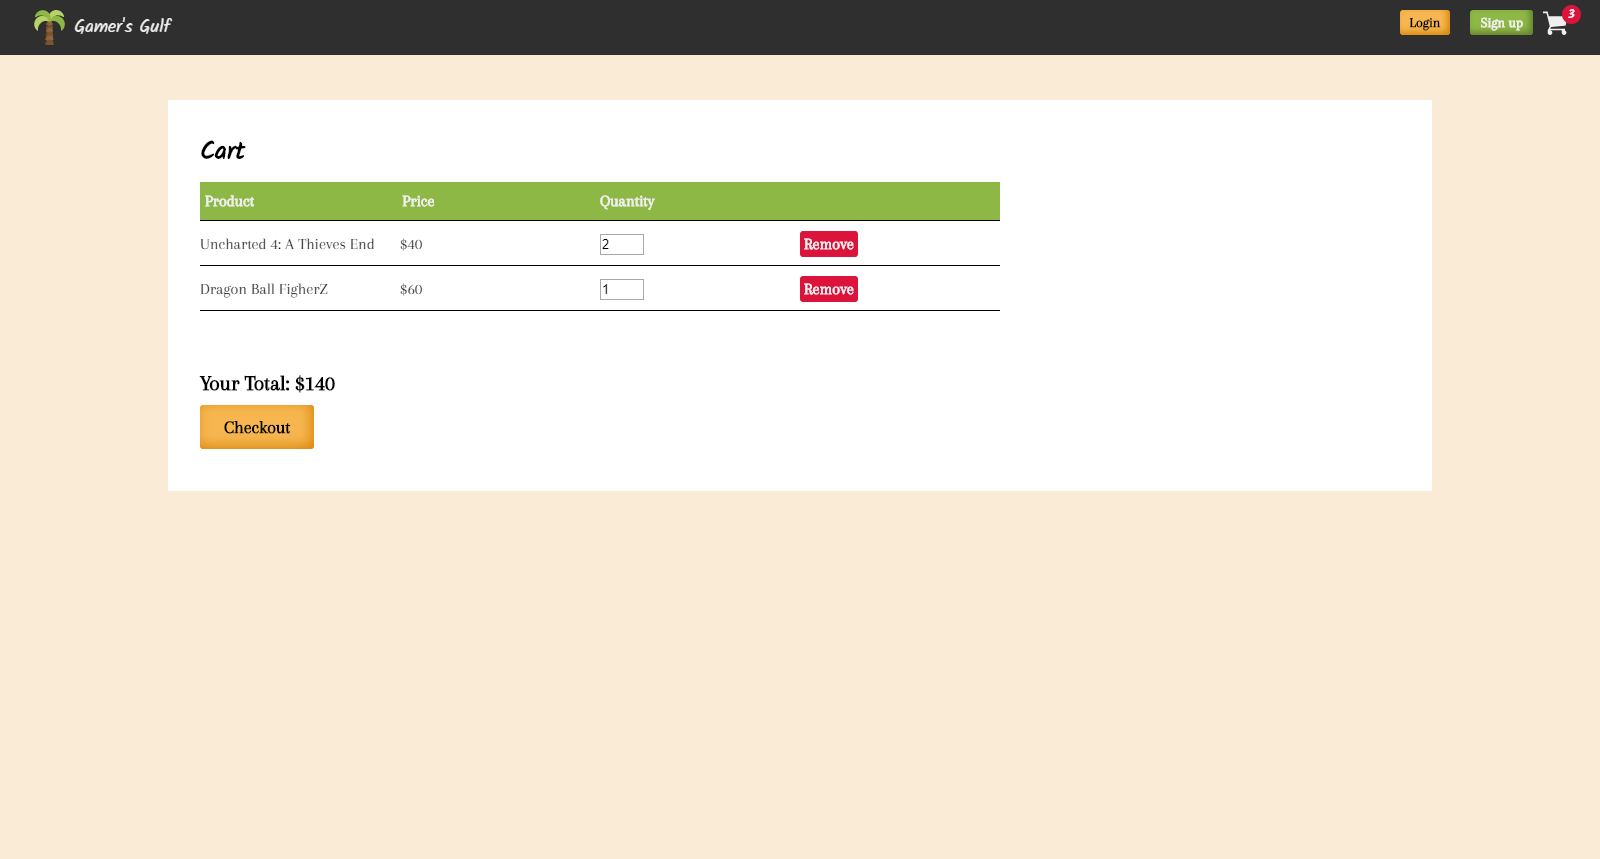 Gamer's Gulf
Login
Sign up
3
Cart
Product Price Quantity
Uncharted 4: A Thieves End $40 2 Remove
Dragon Ball FigherZ $60 1 Remove
Your Total: $140
Checkout